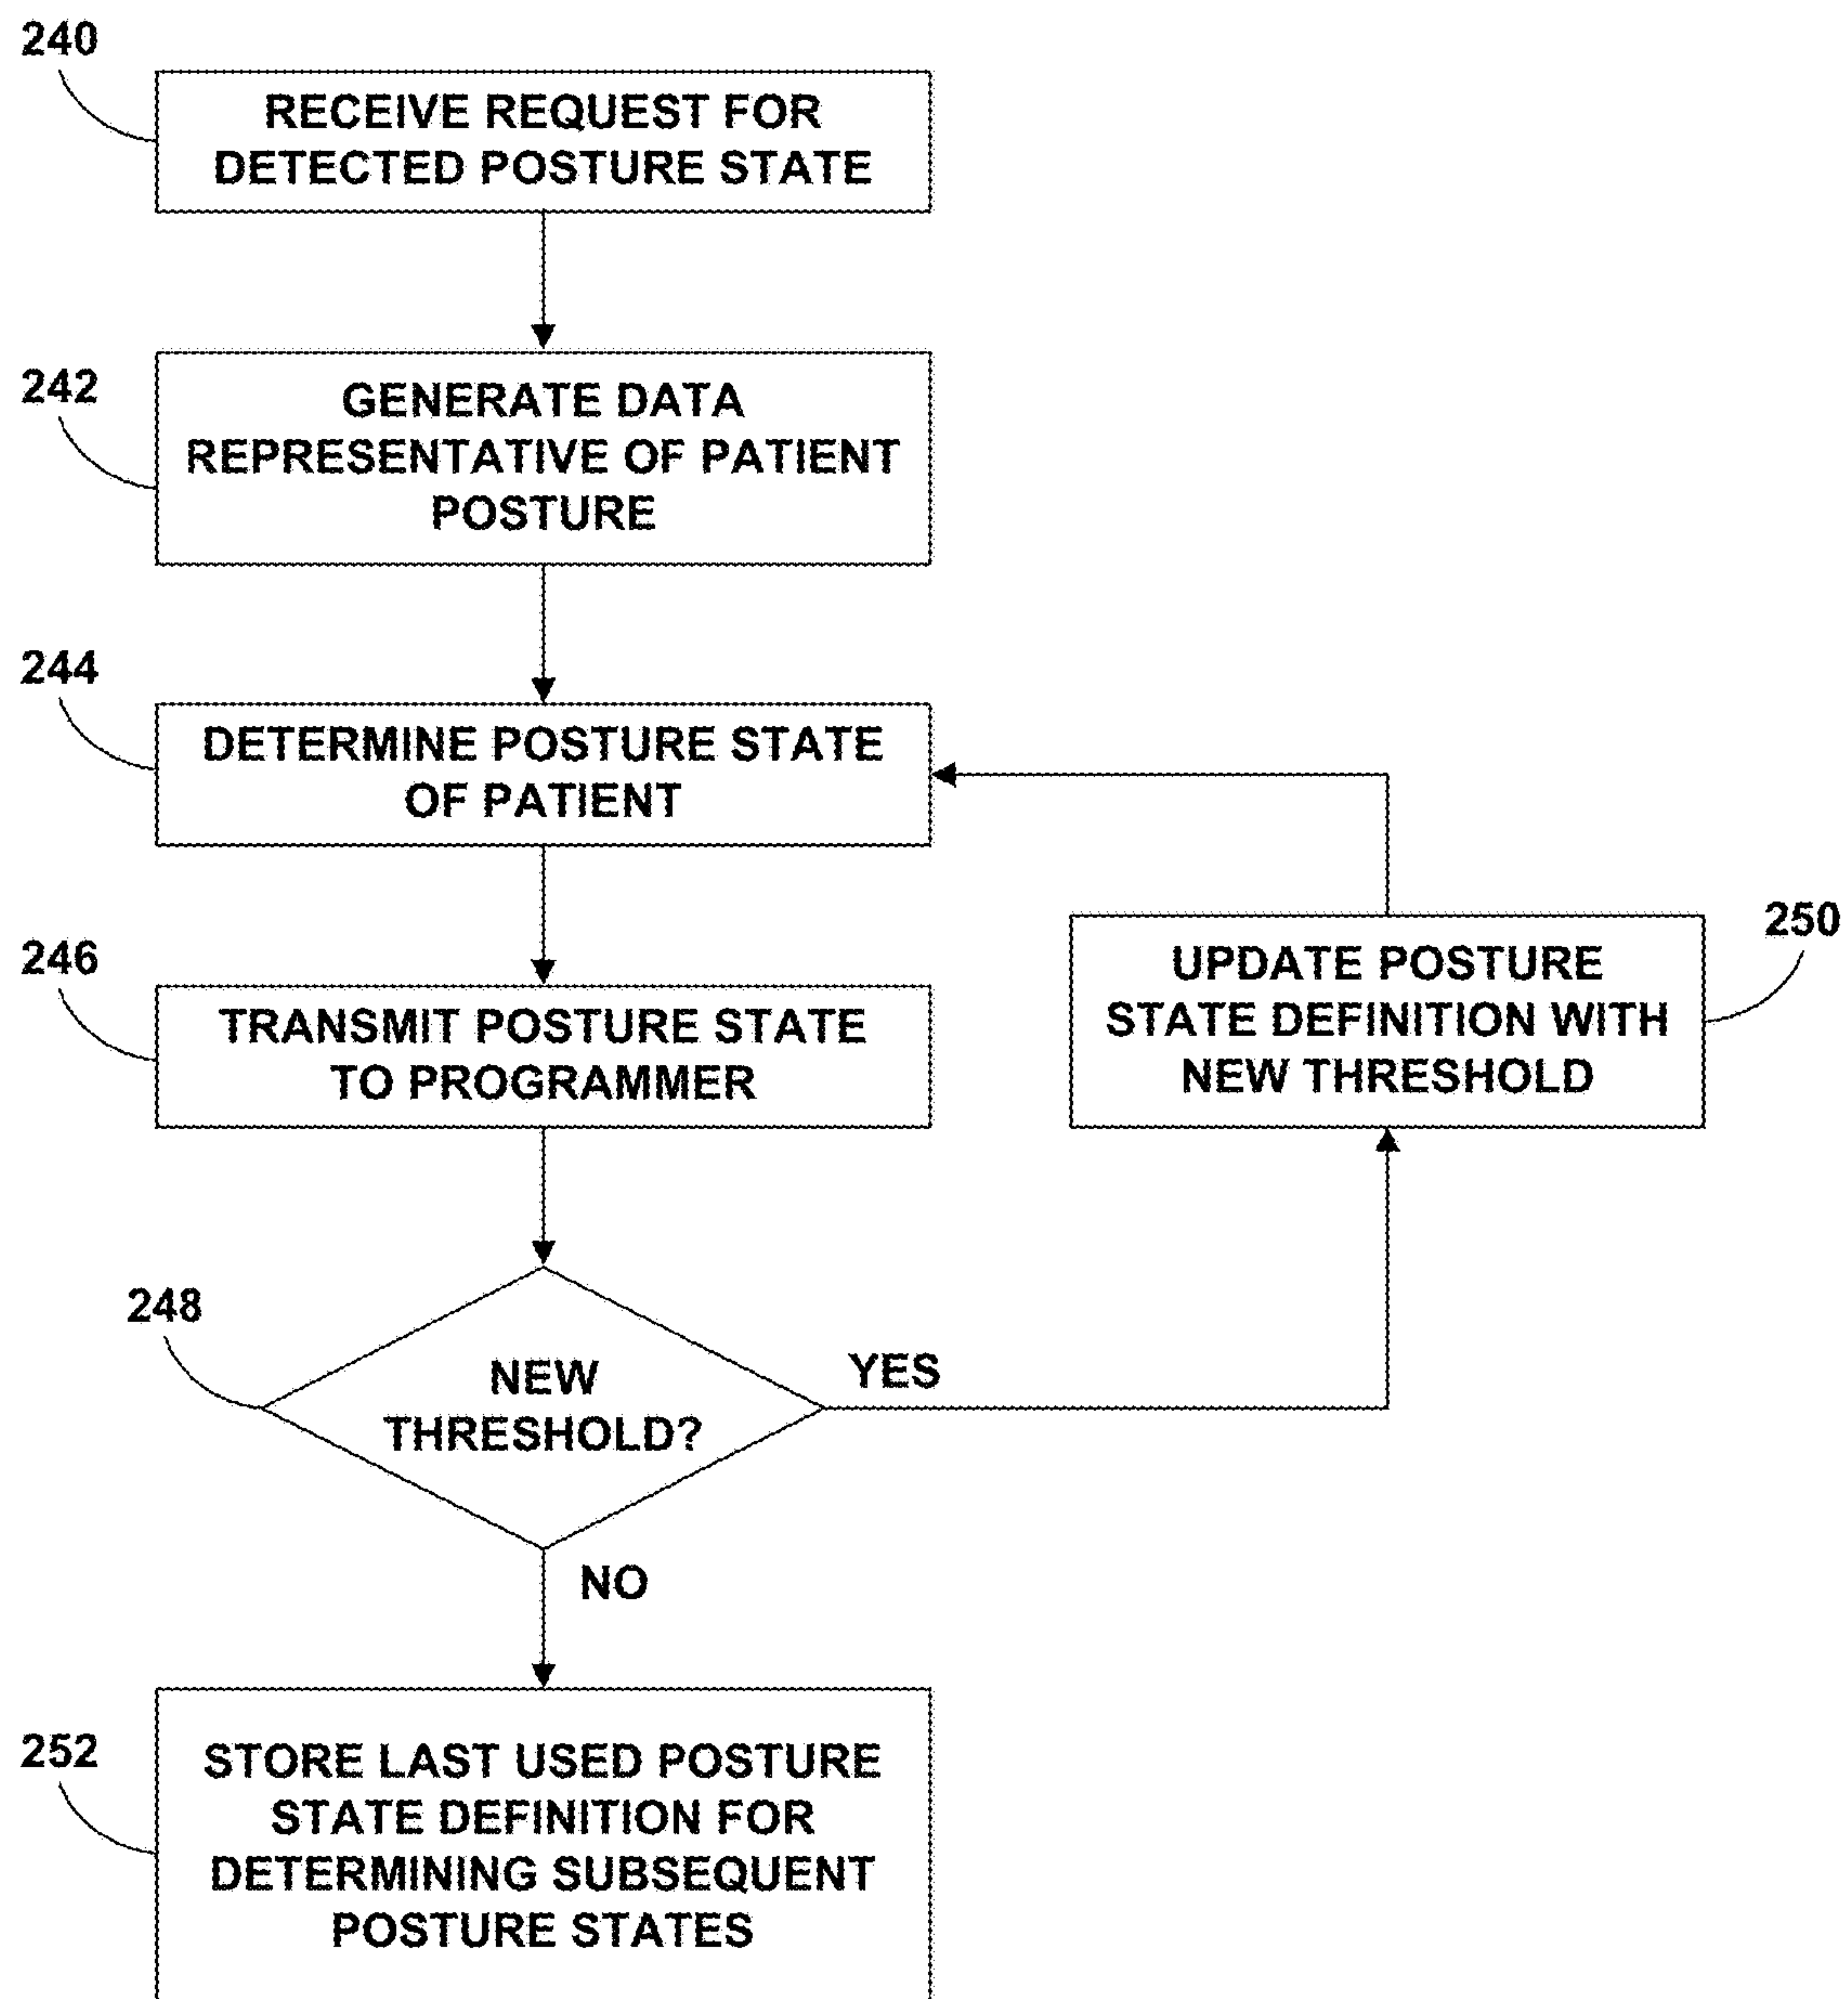 240
RECEIVE REQUEST FOR
DETECTED POSTURE STATE
242
GENERATE DATA
REPRESENTATIVE OF PATIENT
POSTURE
244
DETERMINE POSTURE STATE
OF PATIENT
246
TRANSMIT POSTURE STATE
TO PROGRAMMER
250
UPDATE POSTURE
STATE DEFINITION WITH
NEW THRESHOLD
248
NEW
THRESHOLD?
YES
NO
252
STORE LAST USED POSTURE
STATE DEFINITION FOR
DETERMINING SUBSEQUENT
POSTURE STATES